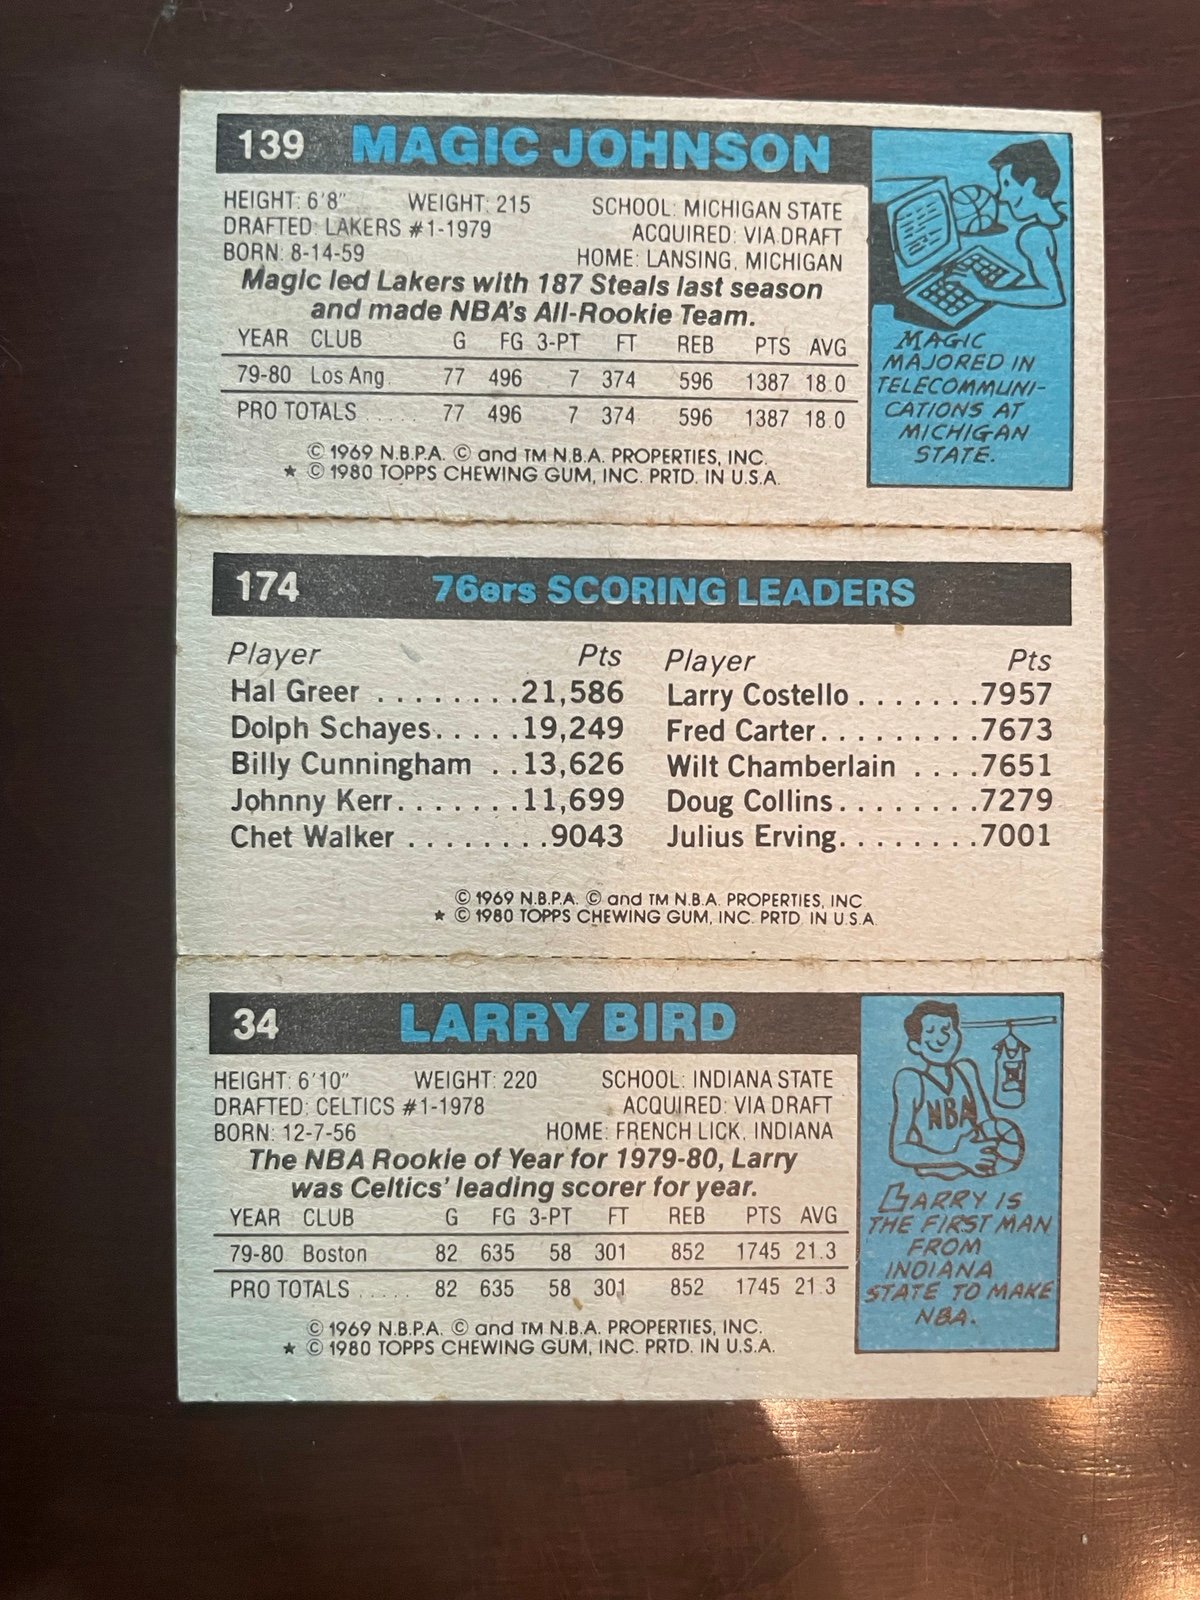 139 MAGIC JOHNSON
HEIGHT: 6'8" WEIGHT: 215 SCHOOL: MICHIGAN STATE
DRAFTED: LAKERS #1-1979 ACQUIRED: VIA DRAFT
BORN: 8-14-59 HOME: LANSING, MICHIGAN
Magic led Lakers with 187 Steals last season
and made NBA's All-Rookie Team.
YEAR CLUB G FG 3-PT FT REB PTS AVG
79-80 Los Ang. 77 496 7 374 596 1387 18.0
PRO TOTALS ..... 77 496 7 374 596 1387 18.0
© 1969 N.B.P.A. © and TM N.B.A. PROPERTIES, INC.
★ © 1980 TOPPS CHEWING GUM, INC. PRTD. IN U.S.A.
MAGIC
MAJORED IN
TELECOMMUNI-
CATIONS AT
MICHIGAN
STATE.
174 76ers SCORING LEADERS
Player Pts Player Pts
Hal Greer ........21,586 Larry Costello .......7957
Dolph Schayes.....19,249 Fred Carter.........7673
Billy Cunningham ..13,626 Wilt Chamberlain ....7651
Johnny Kerr.......11,699 Doug Collins........7279
Chet Walker ........9043 Julius Erving........7001
© 1969 N.B.P.A. © and TM N.B.A. PROPERTIES, INC
★ © 1980 TOPPS CHEWING GUM, INC. PRTD. IN U.S.A.
34 LARRY BIRD
HEIGHT: 6'10" WEIGHT: 220 SCHOOL: INDIANA STATE
DRAFTED: CELTICS #1-1978 ACQUIRED: VIA DRAFT
BORN: 12-7-56 HOME: FRENCH LICK, INDIANA
The NBA Rookie of Year for 1979-80, Larry
was Celtics' leading scorer for year.
YEAR CLUB G FG 3-PT FT REB PTS AVG
79-80 Boston 82 635 58 301 852 1745 21.3
PRO TOTALS ..... 82 635 58 301 852 1745 21.3
© 1969 N.B.P.A. © and TM N.B.A. PROPERTIES, INC.
★ © 1980 TOPPS CHEWING GUM, INC. PRTD. IN U.S.A.
NBA
LARRY IS
THE FIRST MAN
FROM
INDIANA
STATE TO MAKE
NBA.